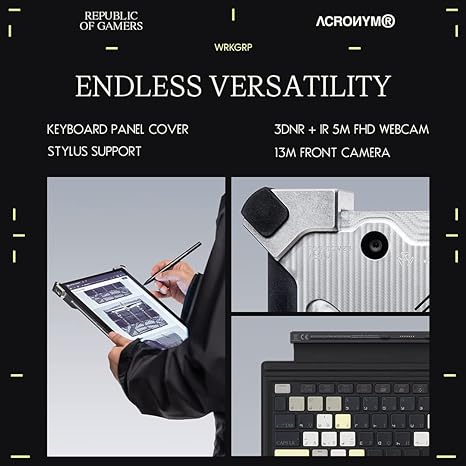 REPUBLIC
OF GAMERS
ACRONYM®
WRKGRP
ENDLESS VERSATILITY
KEYBOARD PANEL COVER
STYLUS SUPPORT
3DNR + IR 5M FHD WEBCAM
13M FRONT CAMERA